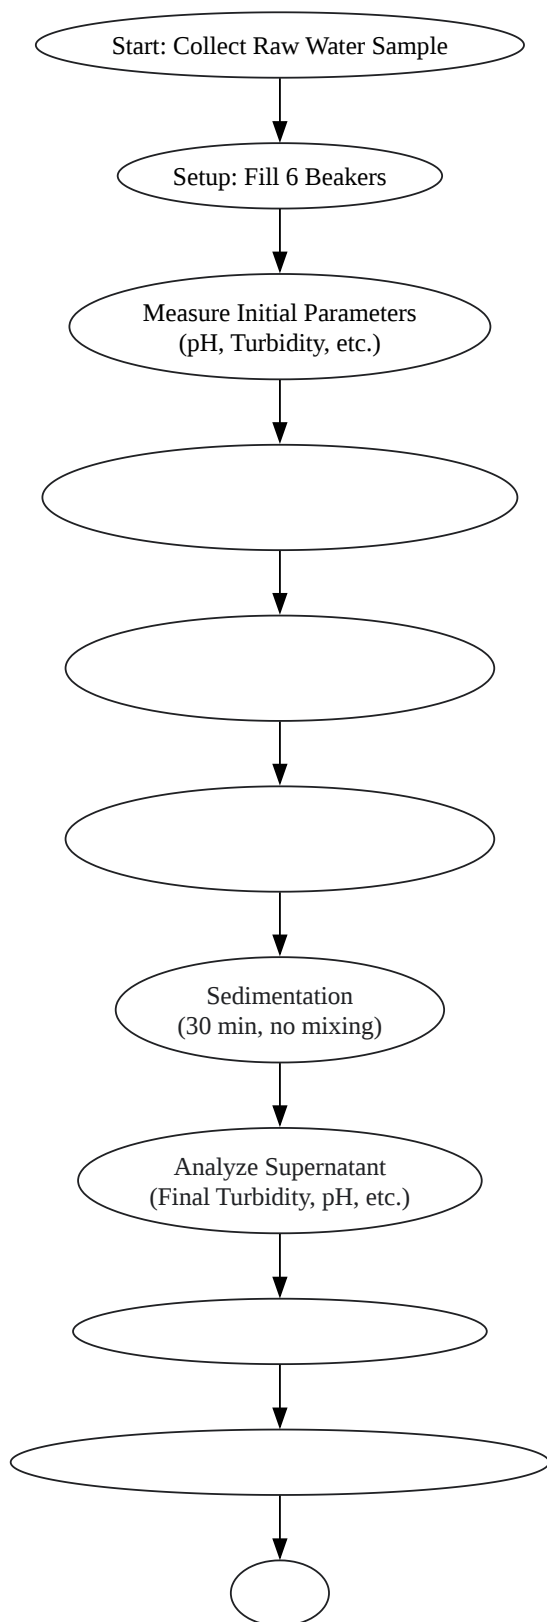 Start: Collect Raw Water Sample
Setup: Fill 6 Beakers
Measure Initial Parameters
(pH, Turbidity, etc.)
Sedimentation
(30 min, no mixing)
Analyze Supernatant
(Final Turbidity, pH, etc.)